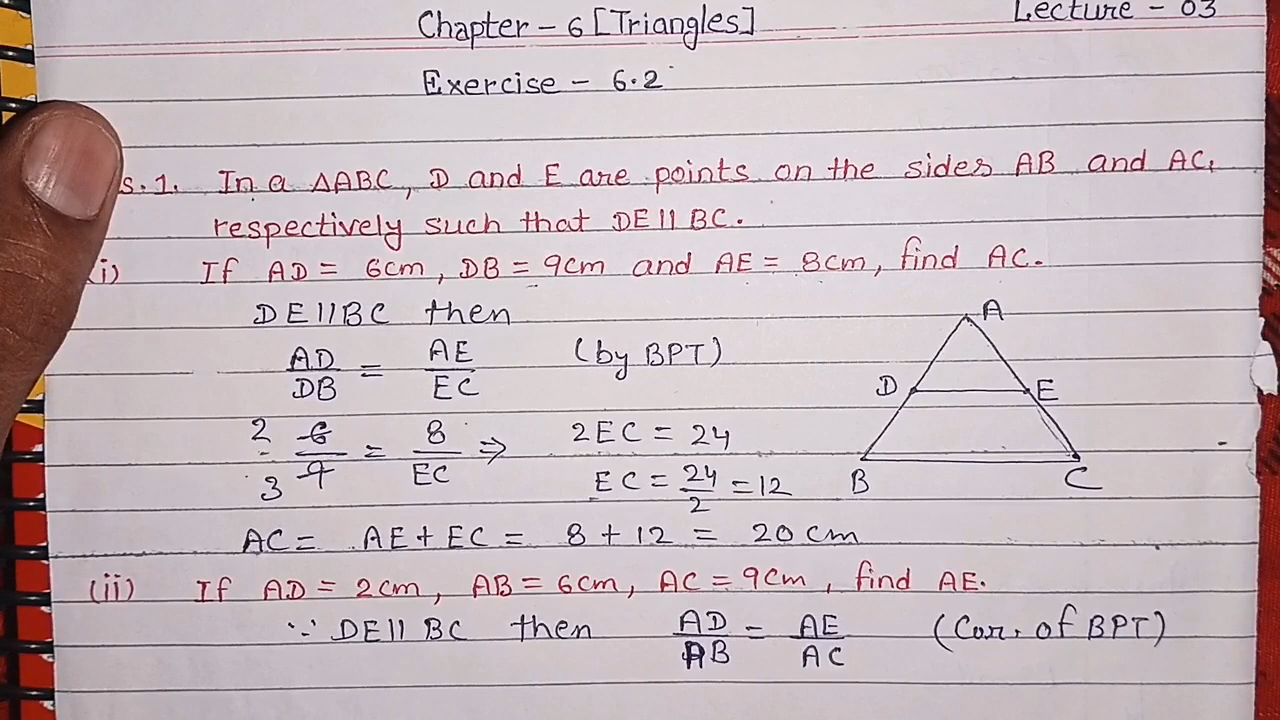 Chapter - 6 [Triangles]
Lecture - 03
Exercise - 6.2
s.1. In a ΔABC, D and E are points on the sides AB and AC,
respectively such that DE || BC.
(i) If AD = 6cm, DB = 9cm and AE = 8cm, find AC.
DE || BC then
AD/DB = AE/EC (by BPT)
2 6/9 3 = 8/EC ⇒ 2EC = 24
EC = 24/2 = 12
AC = AE + EC = 8 + 12 = 20 cm
A
D E
B C
(ii) If AD = 2cm, AB = 6cm, AC = 9cm, find AE.
∵ DE || BC then AD/AB = AE/AC (Cor. of BPT)